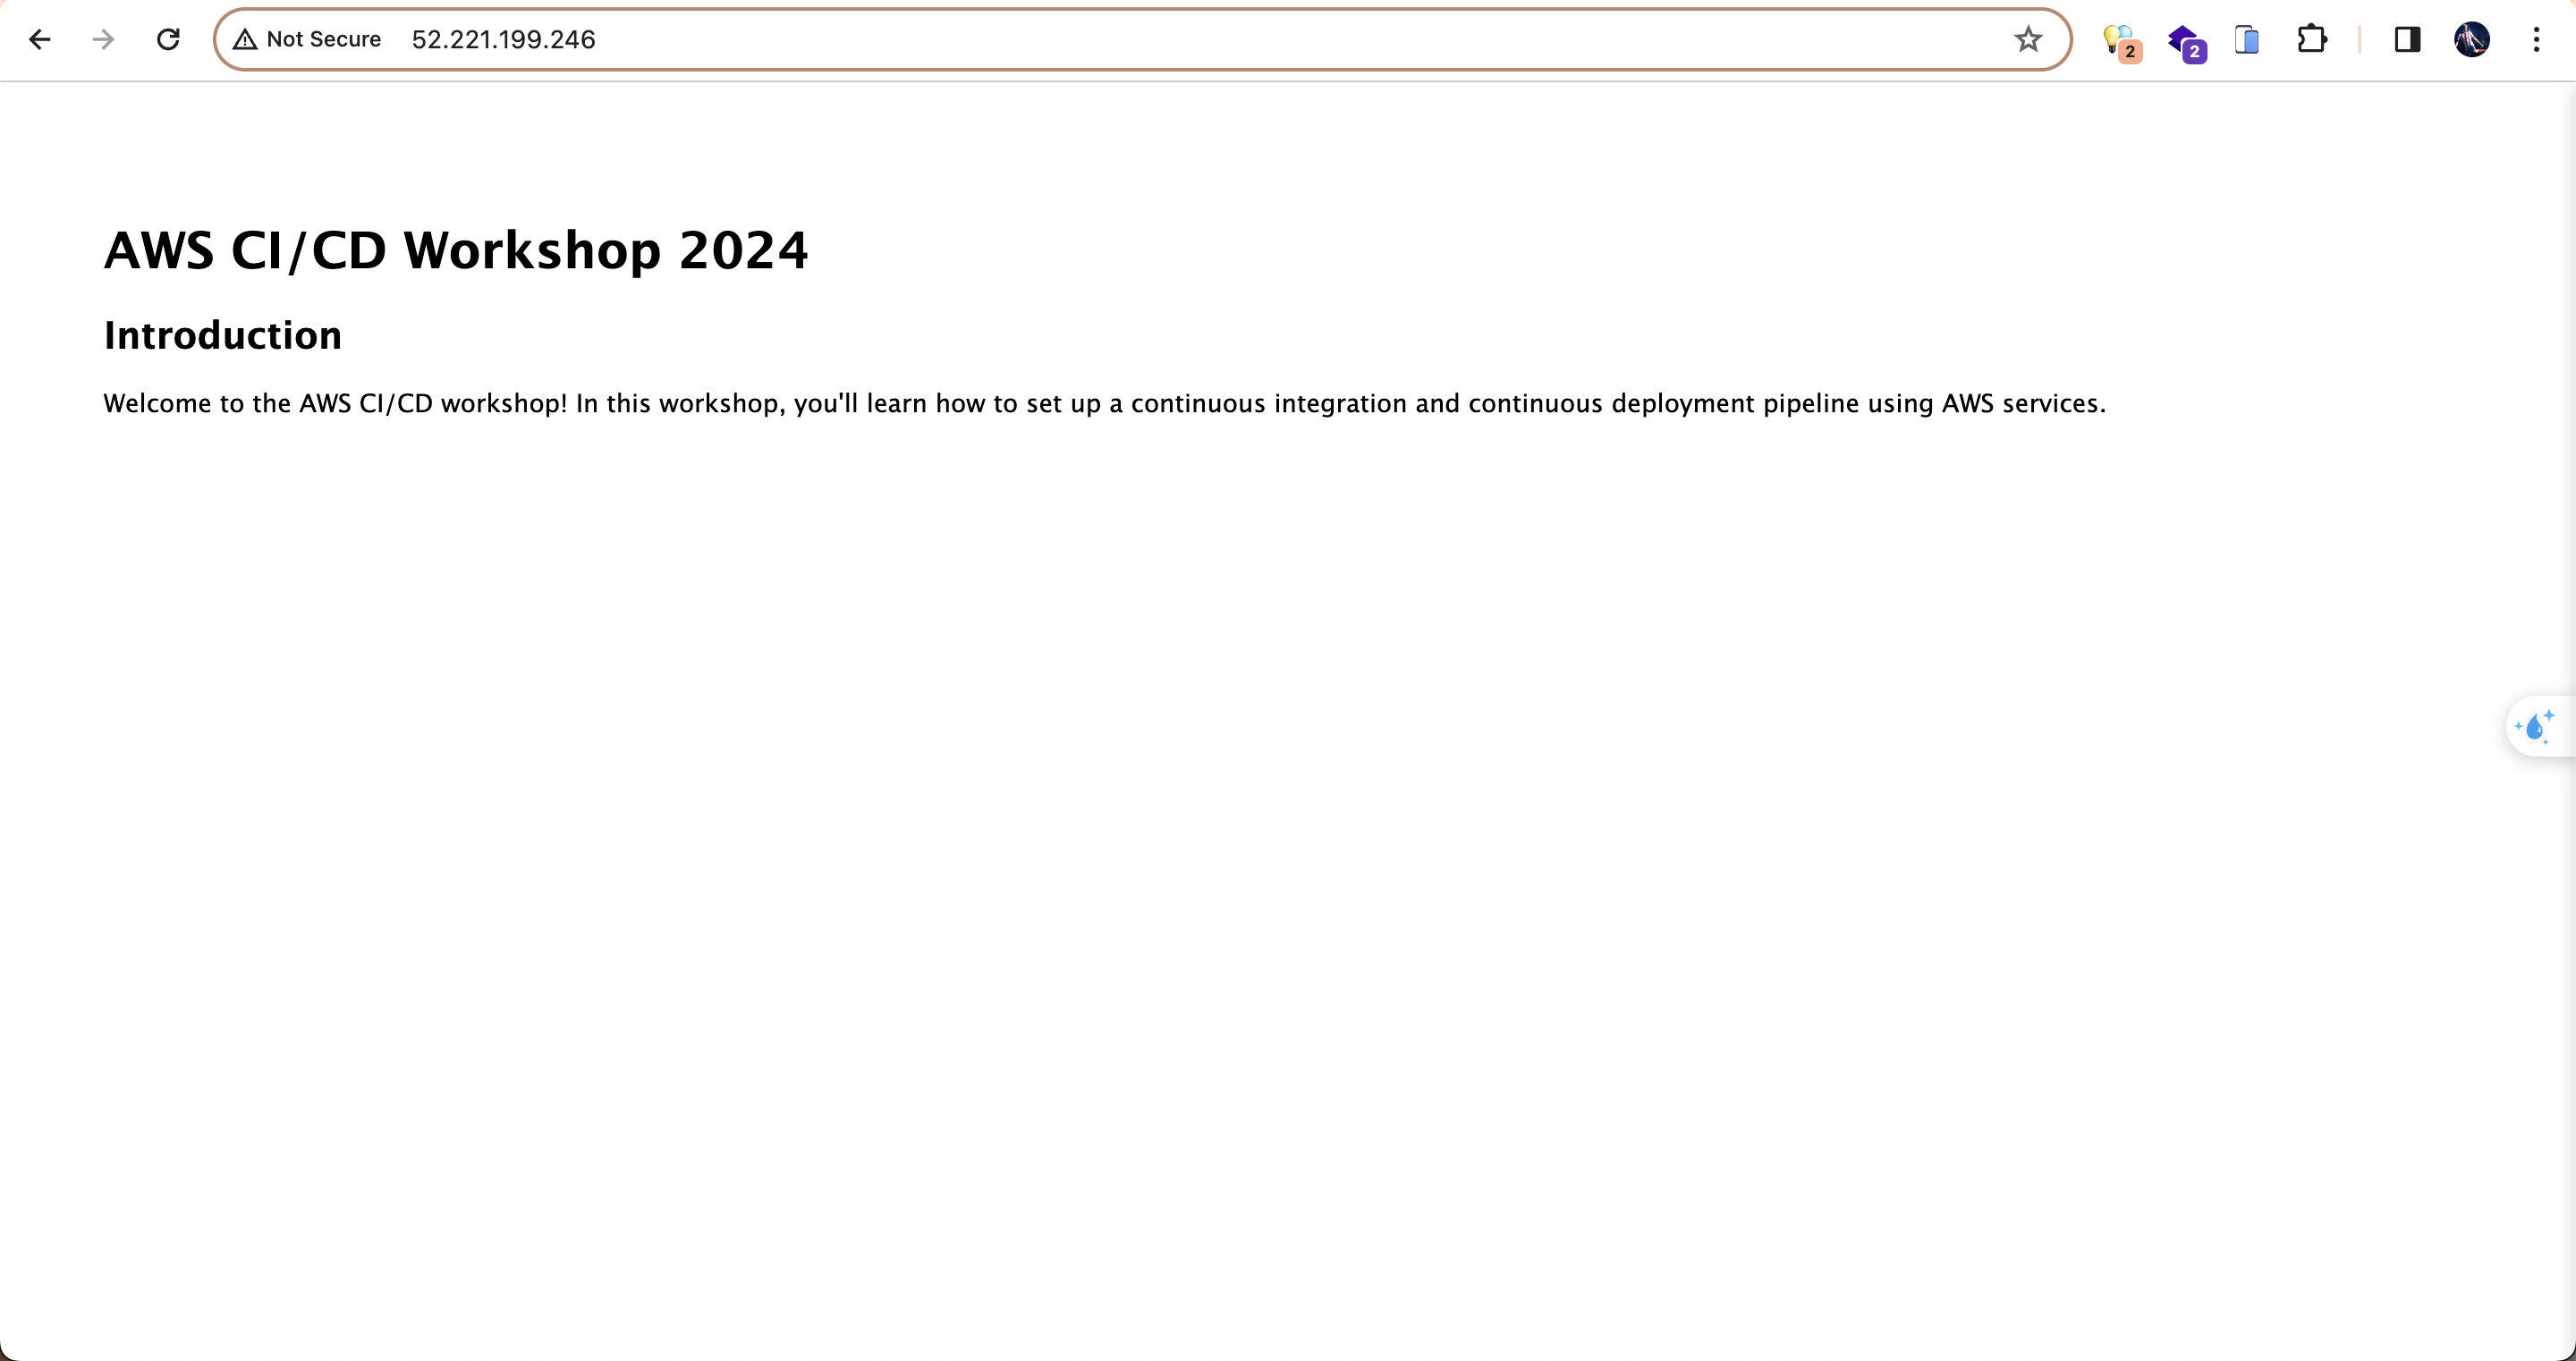 Not Secure 52.221.199.246 2 2
AWS CI/CD Workshop 2024
Introduction
Welcome to the AWS CI/CD workshop! In this workshop, you'll learn how to set up a continuous integration and continuous deployment pipeline using AWS services.